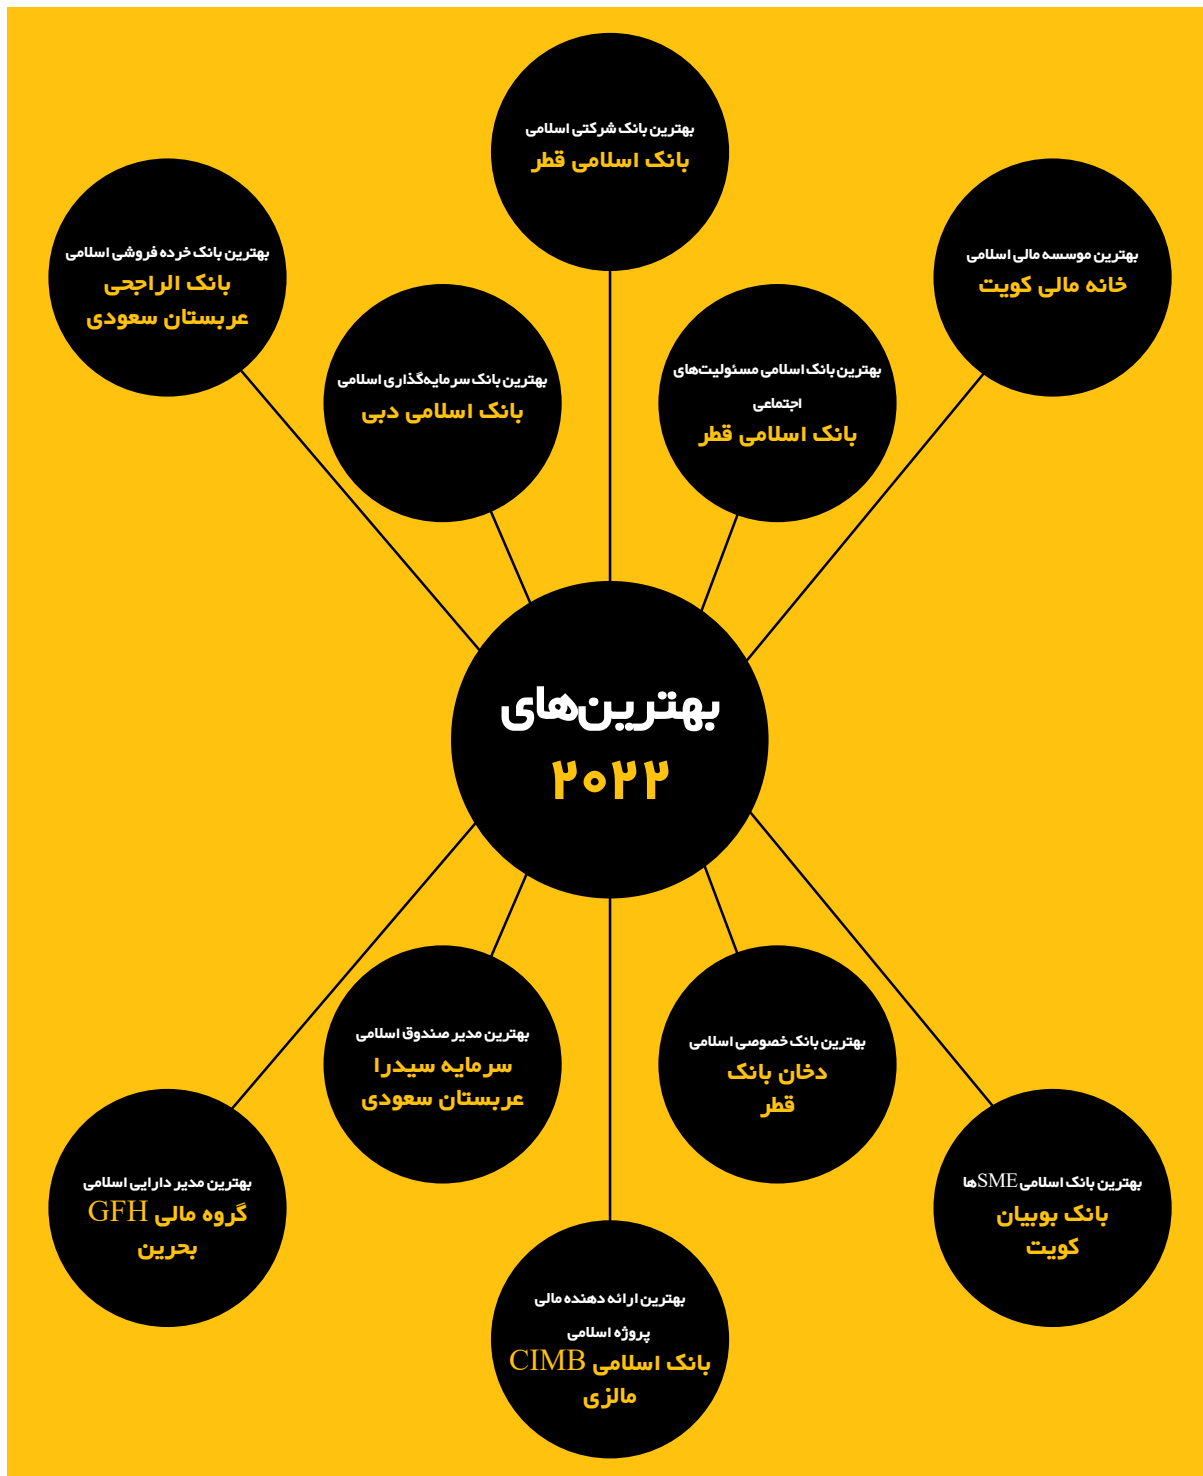 بهترین بانک شرکتی اسلامی
بانک اسلامی قطر
بهترین موسسه مالی اسلامی
خانه مالی کویت
بهترین بانک خرده فروشی اسلامی
بانک الراجحی
عربستان سعودی
بهترین بانک اسلامی مسئولیت‌های
اجتماعی
بانک اسلامی قطر
بهترین بانک سرمایه‌گذاری اسلامی
بانک اسلامی دبی
بهترین‌های
۲۰۲۲
بهترین بانک خصوصی اسلامی
دخان بانک
قطر
بهترین مدیر صندوق اسلامی
سرمایه سیدرا
عربستان سعودی
بهترین بانک اسلامی SMEها
بانک بوبیان
کویت
بهترین مدیر دارایی اسلامی
گروه مالی GFH
بحرین
بهترین ارائه دهنده مالی
پروژه اسلامی
بانک اسلامی CIMB
مالزی